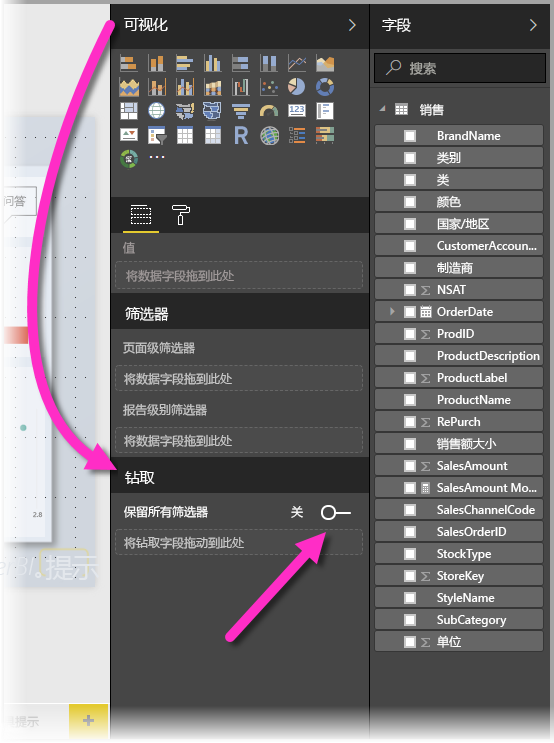 可视化
123
R
值
将数据字段拖到此处
筛选器
页面级筛选器
将数据字段拖到此处
报告级别筛选器
将数据字段拖到此处
钻取
保留所有筛选器 关
将钻取字段拖动到此处
字段
搜索
销售
BrandName
类别
类
颜色
国家/地区
CustomerAccoun...
制造商
NSAT
OrderDate
ProdID
ProductDescription
ProductLabel
ProductName
RePurch
销售额大小
SalesAmount
SalesAmount Mo...
SalesChannelCode
SalesOrderID
StockType
StoreKey
StyleName
SubCategory
单位
问答
2.8
提示
提示